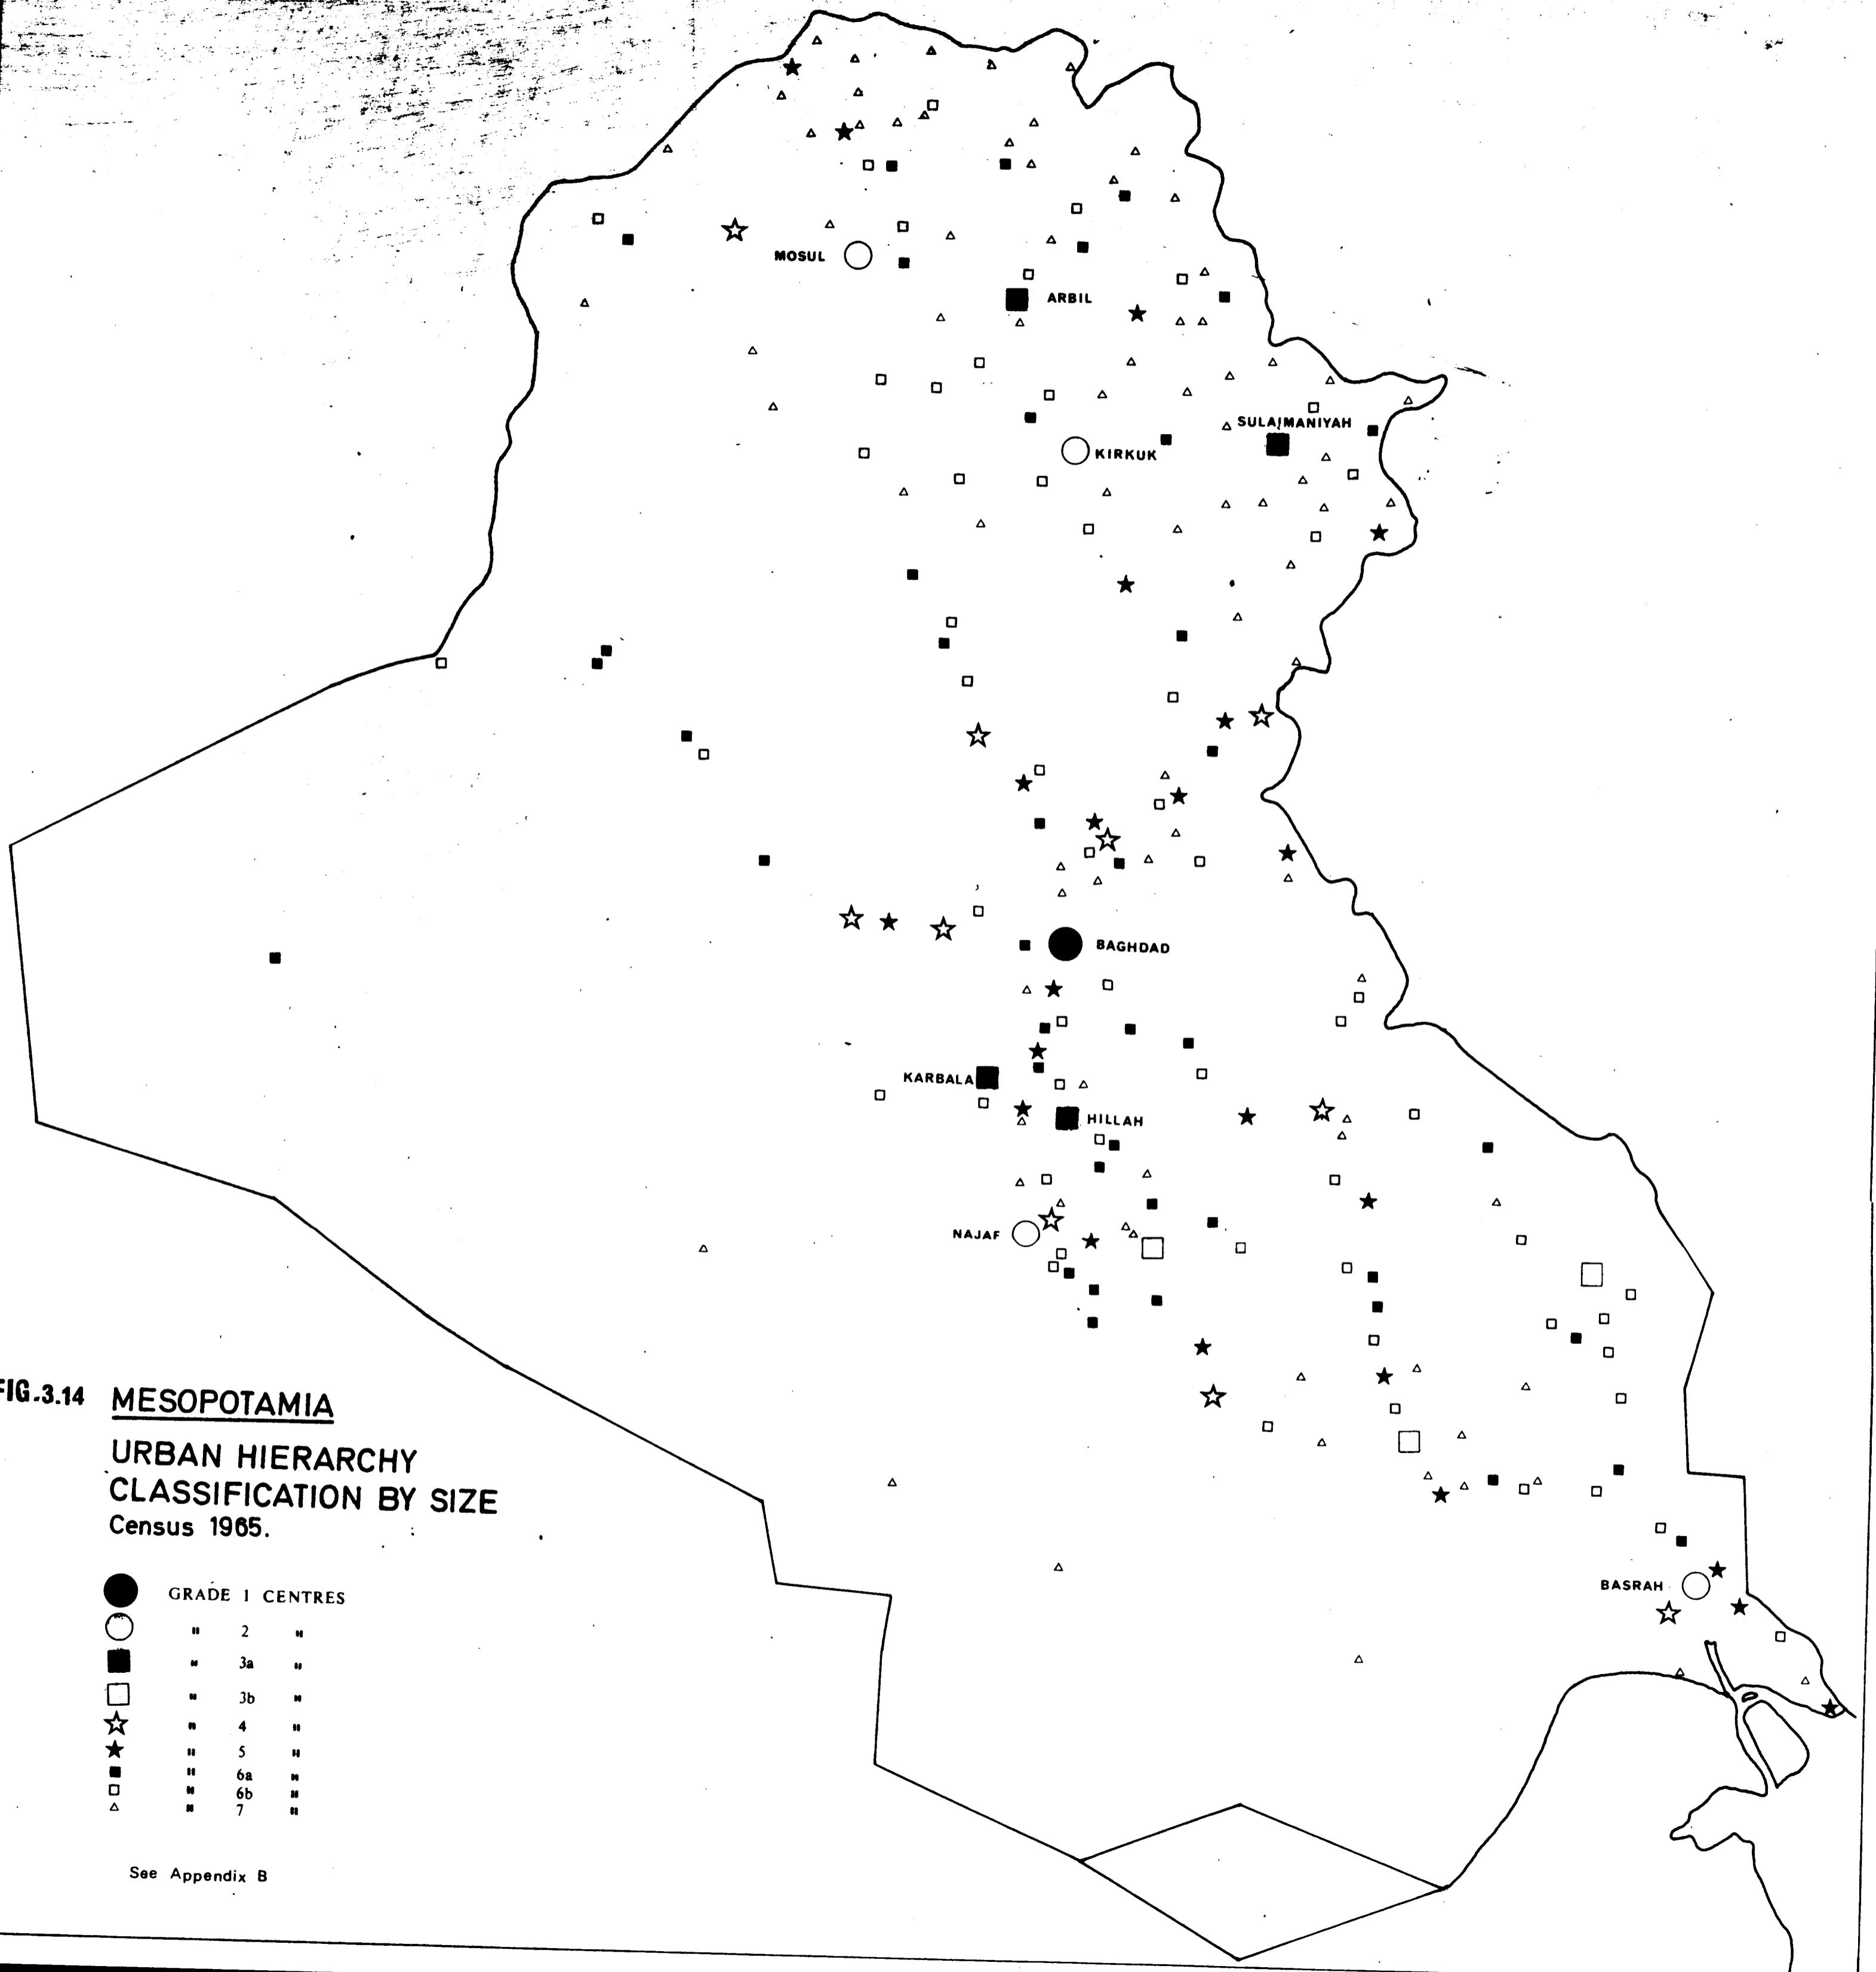 MOSUL
ARBIL
SULAIMANIYAH
KIRKUK
BAGHDAD
KARBALA
HILLAH
NAJAF
BASRAH
FIG.3.14 MESOPOTAMIA
URBAN HIERARCHY
CLASSIFICATION BY SIZE
Census 1965.
GRADE 1 CENTRES
" 2 "
" 3a "
" 3b "
" 4 "
" 5 "
" 6a "
" 6b "
" 7 "
See Appendix B